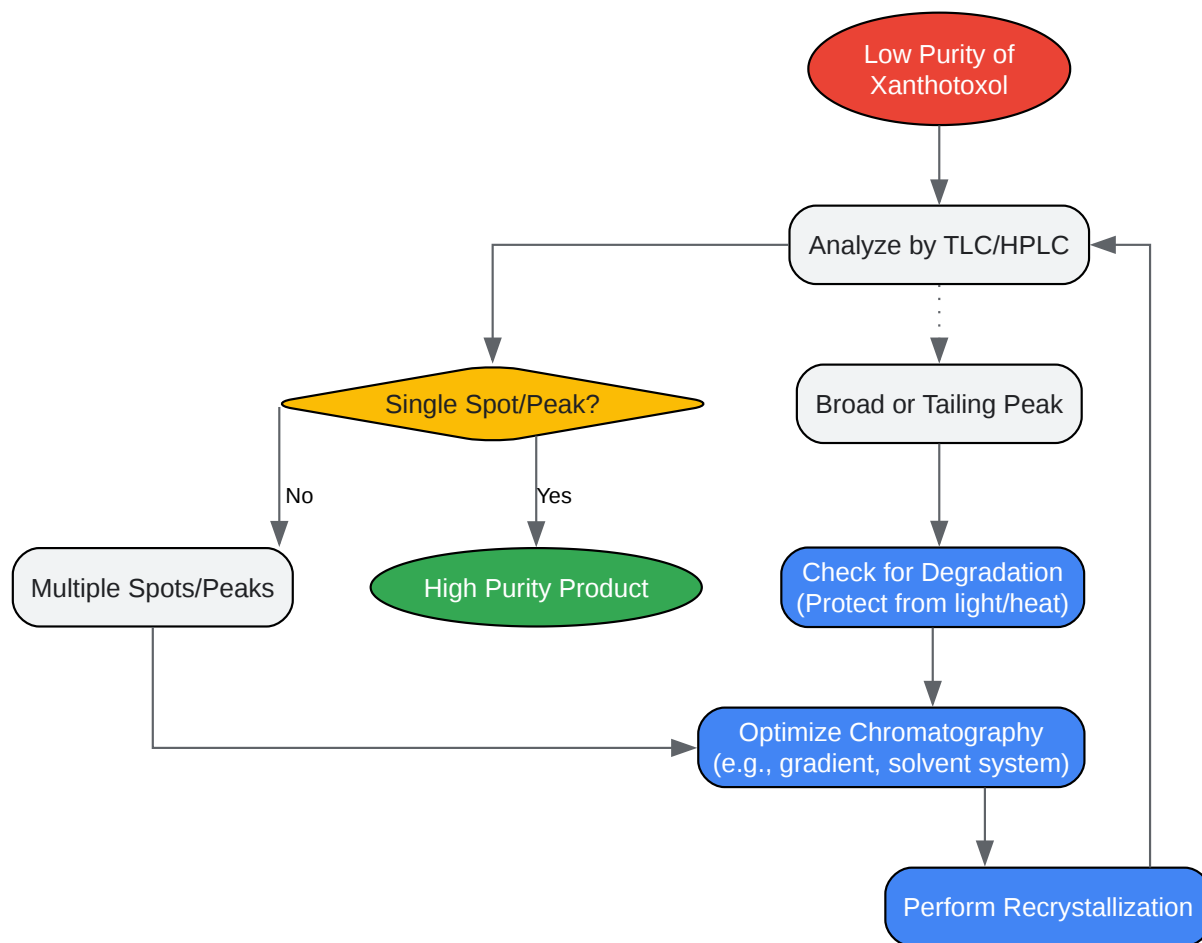 Low Purity of
Xanthotoxol
Analyze by TLC/HPLC
Single Spot/Peak?
Broad or Tailing Peak
No
Yes
Multiple Spots/Peaks
High Purity Product
Check for Degradation
(Protect from light/heat)
Optimize Chromatography
(e.g., gradient, solvent system)
Perform Recrystallization